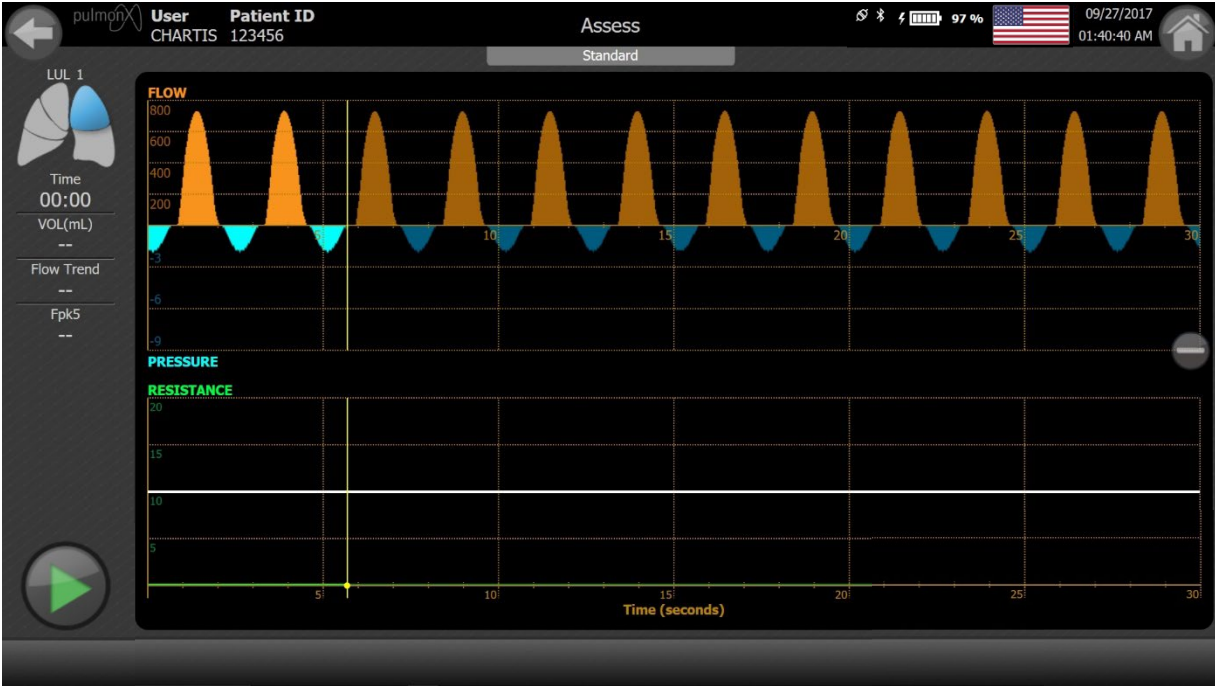 pulmonX
User Patient ID
CHARTIS 123456
Assess
97 %
09/27/2017
01:40:40 AM
Standard
LUL 1
Time
00:00
VOL(mL)
--
Flow Trend
--
Fpk5
--
FLOW
800
600
400
200
5 10 15 20 25 30
-3
-6
-9
PRESSURE
RESISTANCE
20
15
10
5
5 10 15 20 25 30
Time (seconds)